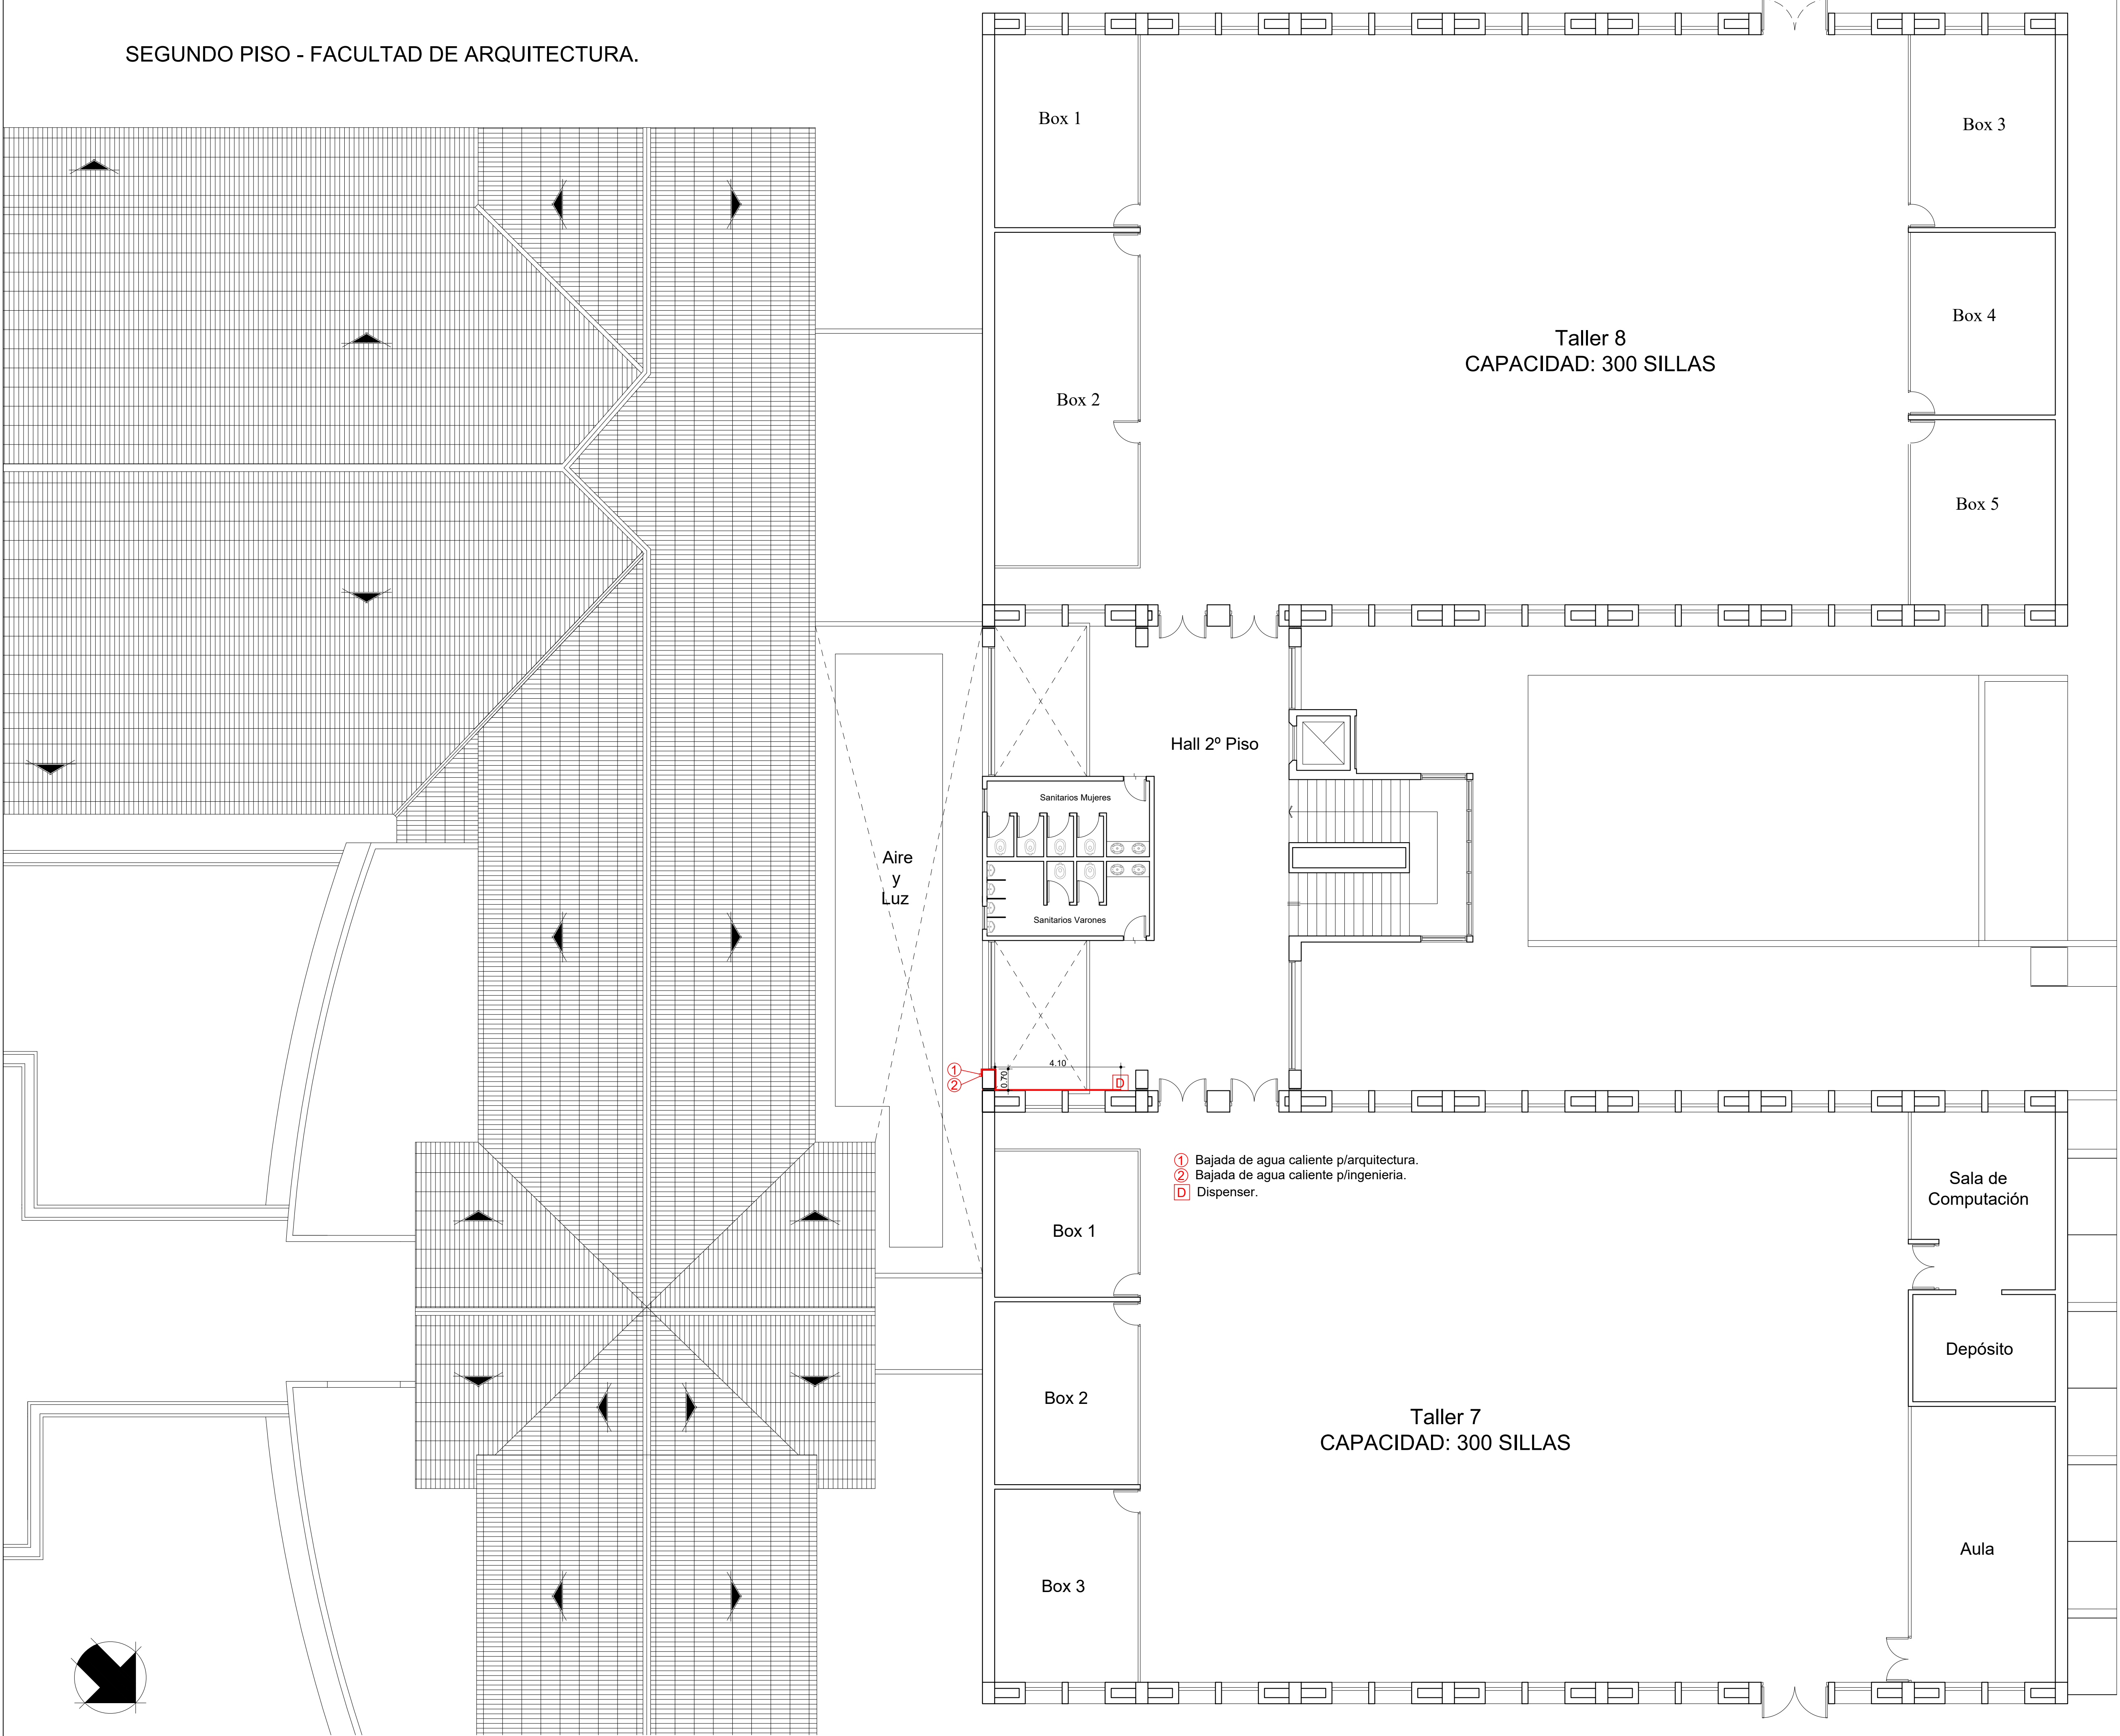 SEGUNDO PISO - FACULTAD DE ARQUITECTURA.
Box 1
Box 3
Box 4
Taller 8
CAPACIDAD: 300 SILLAS
Box 2
Box 5
Hall 2º Piso
Sanitarios Mujeres
Aire
y
Luz
Sanitarios Varones
1
2
4.10
0.70
D
1 Bajada de agua caliente p/arquitectura.
2 Bajada de agua caliente p/ingenieria.
D Dispenser.
Sala de
Computación
Box 1
Depósito
Box 2
Taller 7
CAPACIDAD: 300 SILLAS
Aula
Box 3